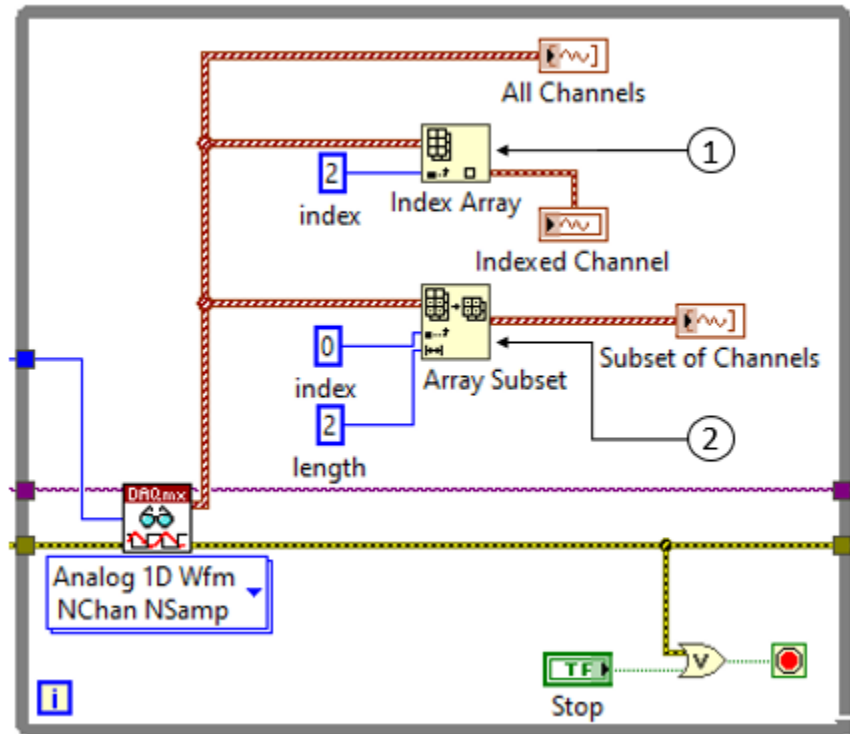 All Channels
1
2
index
Index Array
Indexed Channel
0
index
Array Subset
Subset of Channels
2
length
2
DAQmx
Analog 1D Wfm
NChan NSamp
TF
V
Stop
i